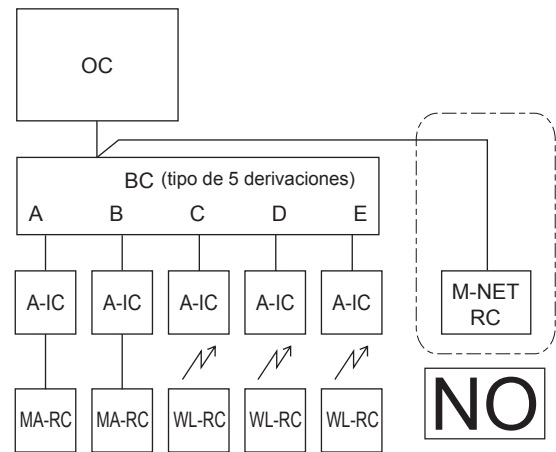 OC
BC (tipo de 5 derivaciones)
A B C D E
A-IC A-IC A-IC A-IC A-IC
M-NET
RC
MA-RC MA-RC WL-RC WL-RC WL-RC
NO